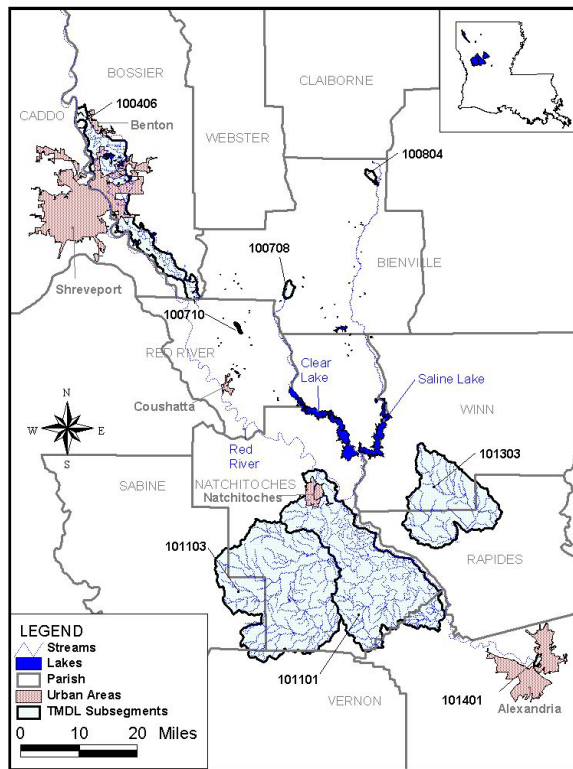 BOSSIER
CLAIBORNE
CADDO
100406
Benton
WEBSTER
100804
BIENVILLE
100708
Shreveport
100710
RED RIVER
Clear
Lake
Saline Lake
Coushatta
WINN
N
W E
S
Red
River
101303
SABINE
NATCHITOCHES
Natchitoches
RAPIDES
101103
LEGEND
Streams
Lakes
Parish
Urban Areas
TMDL Subsegments
0 10 20 Miles
101101
VERNON
101401
Alexandria